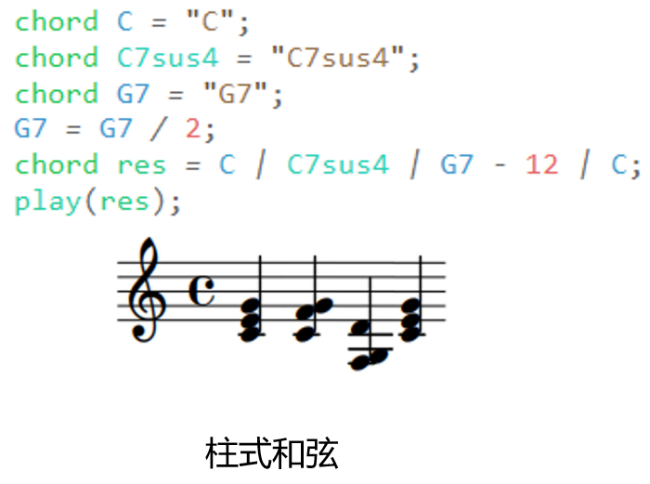 chord C = "C";
chord C7sus4 = "C7sus4";
chord G7 = "G7";
G7 = G7 / 2;
chord res = C | C7sus4 | G7 - 12 | C;
play(res);
柱式和弦